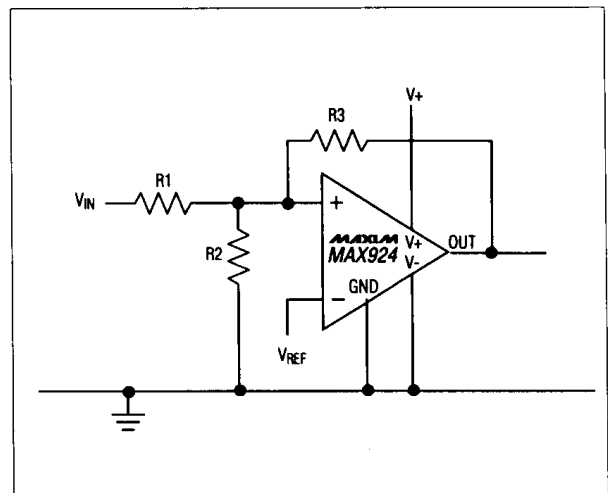 V+
R3
R1
VIN
+
MAXIM
MAX924
V+
OUT
R2
V-
GND
−
VREF